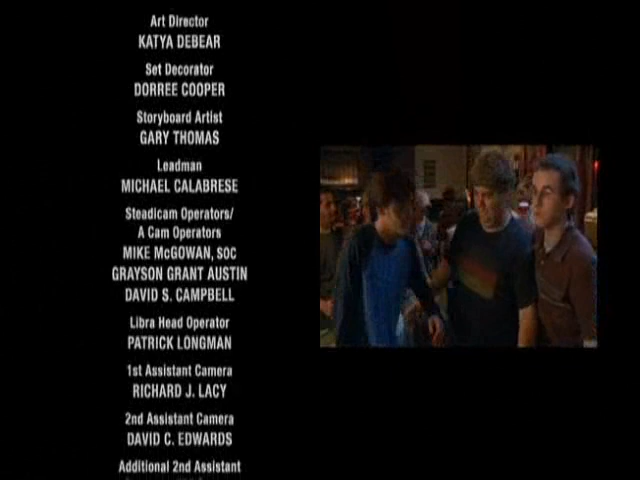 Art Director
KATYA DEBEAR
Set Decorator
DORREE COOPER
Storyboard Artist
GARY THOMAS
Leadman
MICHAEL CALABRESE
Steadicam Operators/
A Cam Operators
MIKE McGOWAN, SOC
GRAYSON GRANT AUSTIN
DAVID S. CAMPBELL
Libra Head Operator
PATRICK LONGMAN
1st Assistant Camera
RICHARD J. LACY
2nd Assistant Camera
DAVID C. EDWARDS
Additional 2nd Assistant